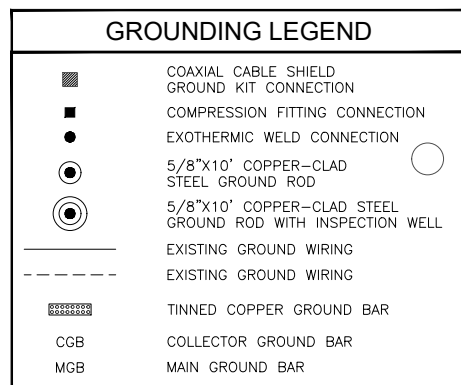 GROUNDING LEGEND
COAXIAL CABLE SHIELD
GROUND KIT CONNECTION
COMPRESSION FITTING CONNECTION
EXOTHERMIC WELD CONNECTION
5/8"X10' COPPER-CLAD
STEEL GROUND ROD
5/8"X10' COPPER-CLAD STEEL
GROUND ROD WITH INSPECTION WELL
EXISTING GROUND WIRING
EXISTING GROUND WIRING
TINNED COPPER GROUND BAR
CGB COLLECTOR GROUND BAR
MGB MAIN GROUND BAR